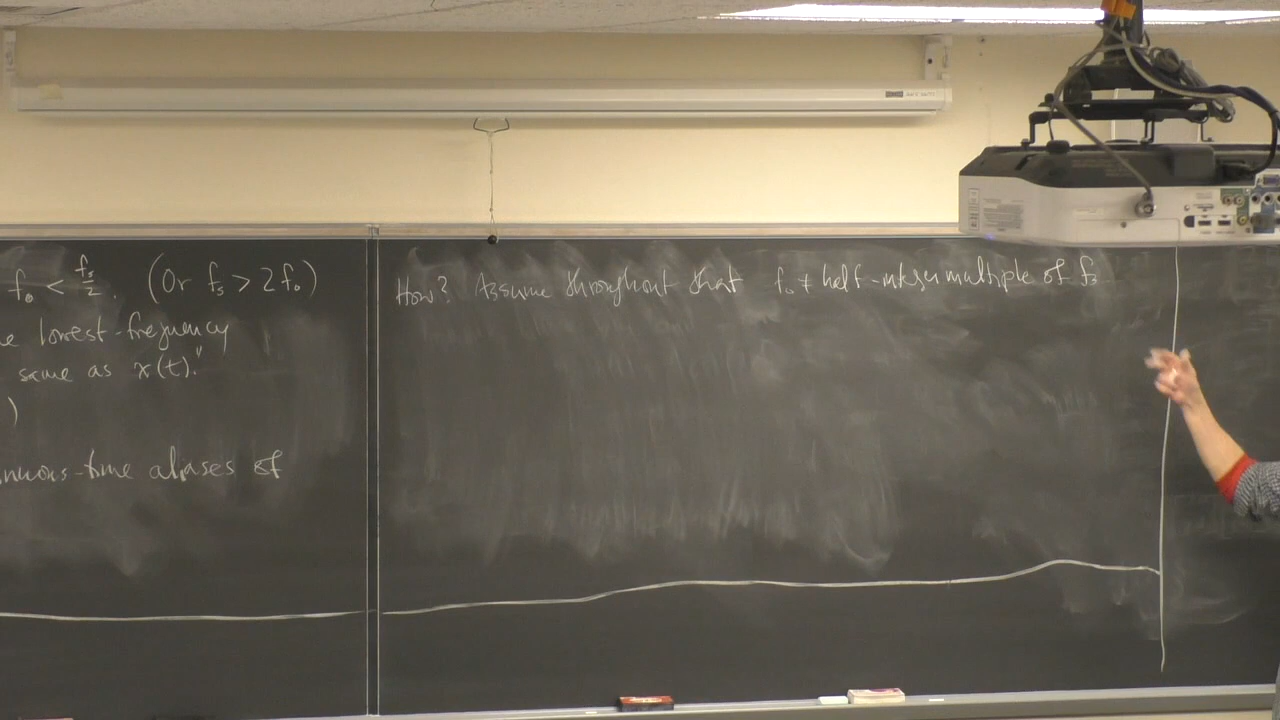 f₀ < fₛ/2. (Or fₛ > 2f₀)
lowest-frequency
same as x(t)."
)
nuous-time aliases of
How? Assume throughout that f₀ ≠ half-integer multiple of fₛ